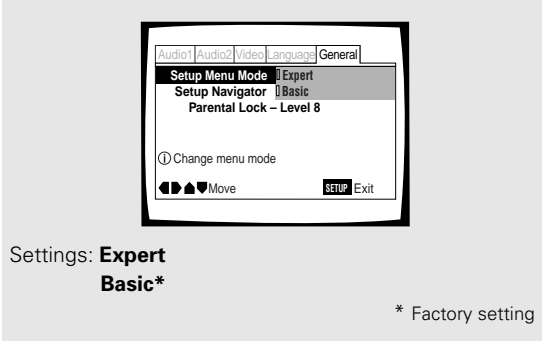 Audio1 Audio2 Video Language General
Setup Menu Mode Expert
Setup Navigator Basic
Parental Lock – Level 8
i Change menu mode
Move SETUP Exit
Settings: Expert
Basic*
* Factory setting